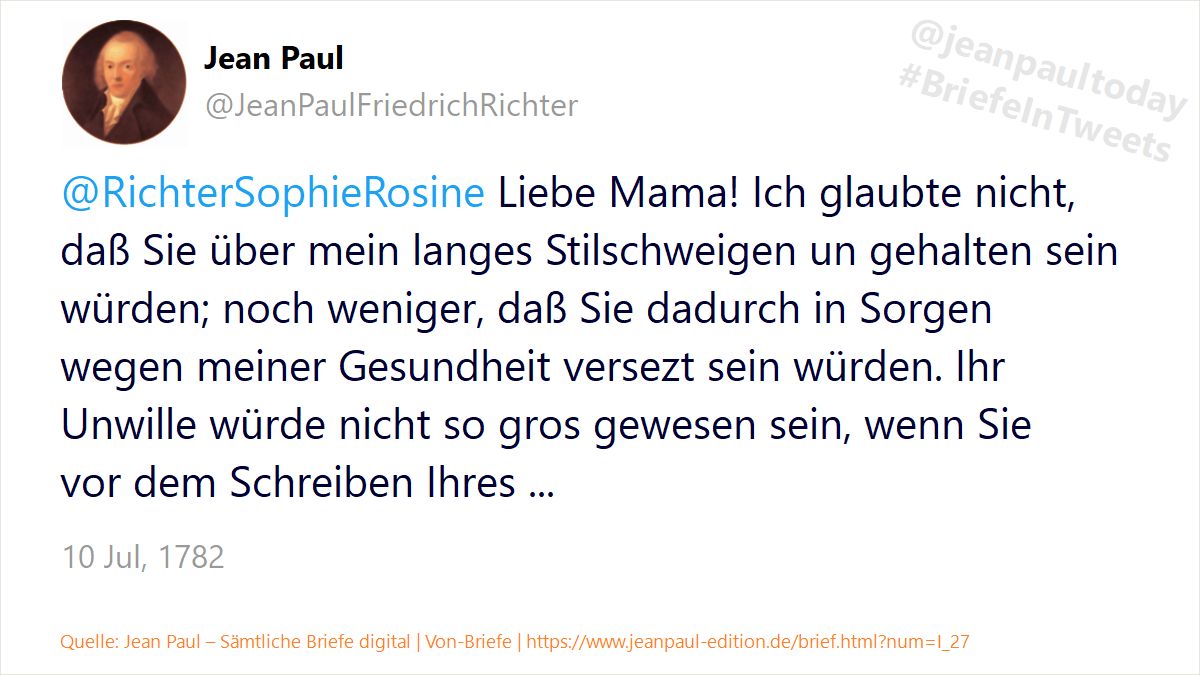 Jean Paul
@JeanPaulFriedrichRichter
@jeanpaultoday
#BriefeInTweets
@RichterSophieRosine Liebe Mama! Ich glaubte nicht,
daß Sie über mein langes Stilschweigen un gehalten sein
würden; noch weniger, daß Sie dadurch in Sorgen
wegen meiner Gesundheit versezt sein würden. Ihr
Unwille würde nicht so gros gewesen sein, wenn Sie
vor dem Schreiben Ihres ...
10 Jul, 1782
Quelle: Jean Paul – Sämtliche Briefe digital | Von-Briefe | https://www.jeanpaul-edition.de/brief.html?num=I_27